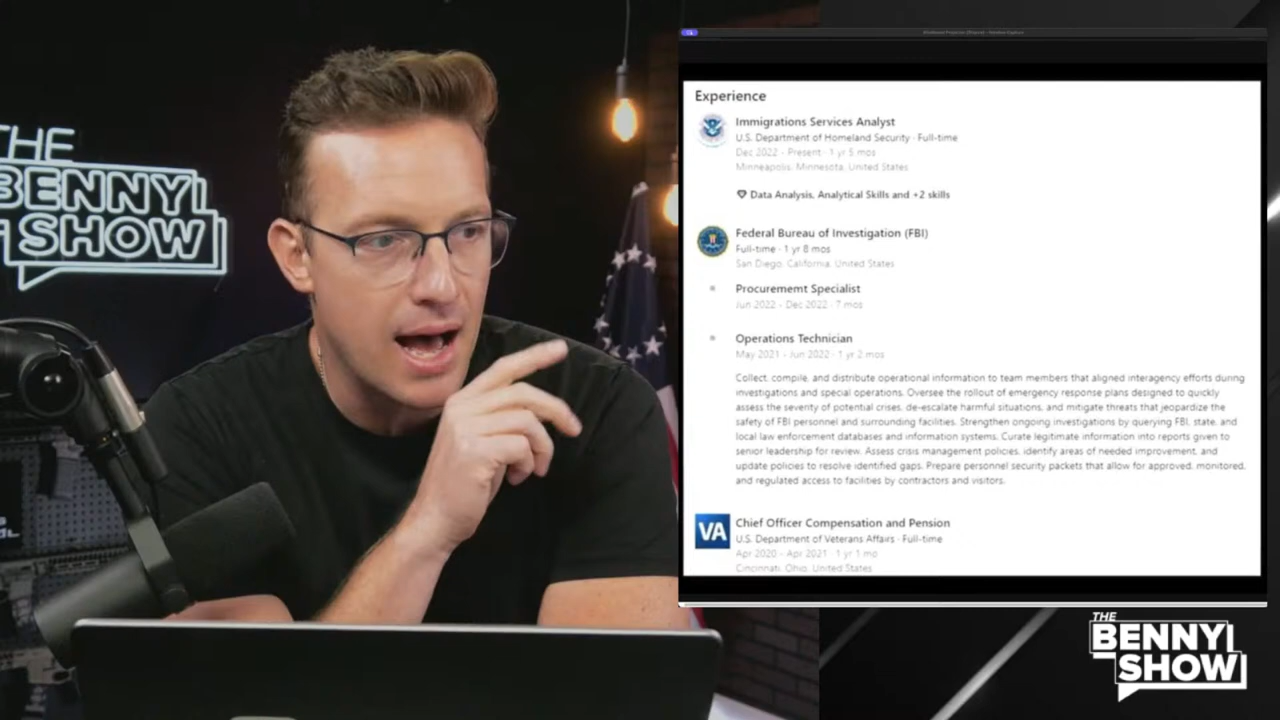 THE
BENNY
SHOW
Experience
Immigrations Services Analyst
U.S. Department of Homeland Security · Full-time
Dec 2022 - Present · 1 yr 5 mos
Minneapolis, Minnesota, United States
Data Analysis, Analytical Skills and +2 skills
Federal Bureau of Investigation (FBI)
Full-time · 1 yr 8 mos
San Diego, California, United States
Procurememt Specialist
Jun 2022 - Dec 2022 · 7 mos
Operations Technician
May 2021 - Jun 2022 · 1 yr 2 mos
Collect, compile, and distribute operational information to team members that aligned interagency efforts during
investigations and special operations. Oversee the rollout of emergency response plans designed to quickly
assess the severity of potential crises, de-escalate harmful situations, and mitigate threats that jeopardize the
safety of FBI personnel and surrounding facilities. Strengthen ongoing investigations by querying FBI, state, and
local law enforcement databases and information systems. Curate legitimate information into reports given to
senior leadership for review. Assess crisis management policies, identify areas of needed improvement, and
update policies to resolve identified gaps. Prepare personnel security packets that allow for approved, monitored,
and regulated access to facilities by contractors and visitors.
VA
Chief Officer Compensation and Pension
U.S. Department of Veterans Affairs · Full-time
Apr 2020 - Apr 2021 · 1 yr 1 mo
Cincinnati, Ohio, United States
THE
BENNY
SHOW